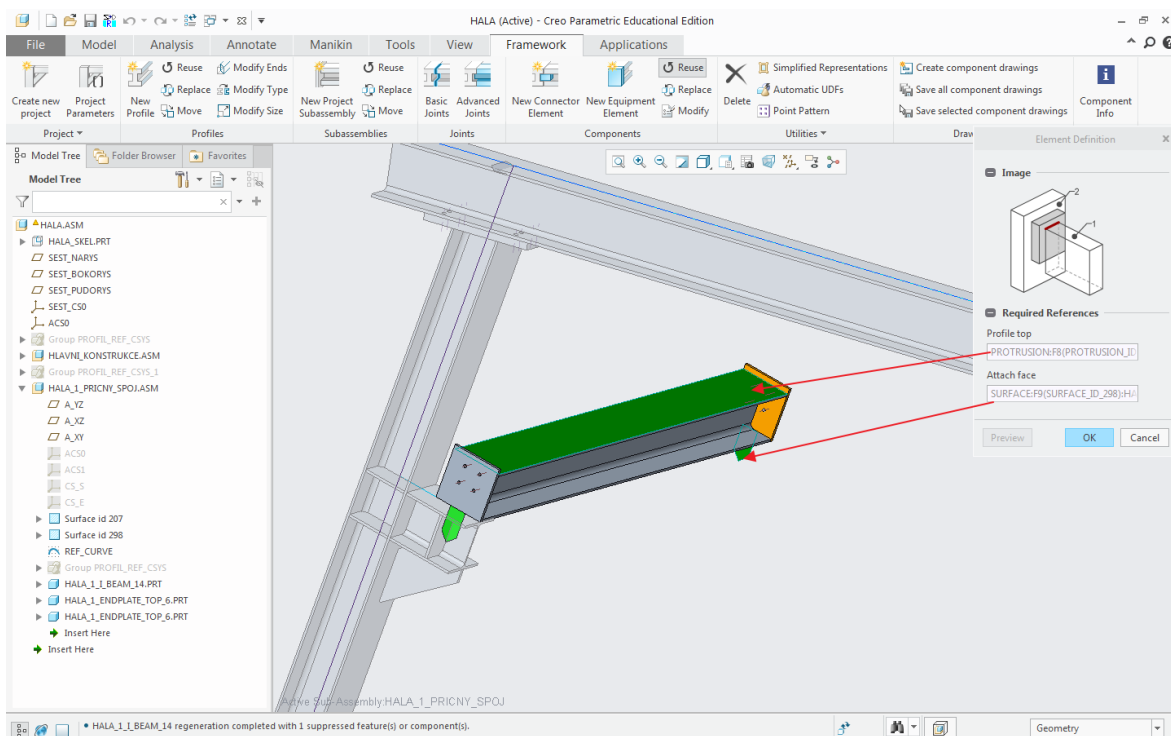 HALA (Active) - Creo Parametric Educational Edition
File Model Analysis Annotate Manikin Tools View Framework Applications
Create new project
Project Parameters
New Profile
Reuse
Replace
Move
Modify Ends
Modify Type
Modify Size
New Project Subassembly
Reuse
Replace
Move
Basic Joints
Advanced Joints
New Connector Element
New Equipment Element
Reuse
Replace
Modify
Delete
Simplified Representations
Automatic UDFs
Point Pattern
Create component drawings
Save all component drawings
Save selected component drawings
Component Info
Project Profiles Subassemblies Joints Components Utilities Draw
Model Tree Folder Browser Favorites
Model Tree
HALA.ASM
HALA_SKEL.PRT
SEST_NARYS
SEST_BOKORYS
SEST_PUDORYS
SEST_CS0
ACS0
Group PROFIL_REF_CSYS
HLAVNI_KONSTRUKCE.ASM
Group PROFIL_REF_CSYS_1
HALA_1_PRICNY_SPOJ.ASM
A_YZ
A_XZ
A_XY
ACS0
ACS1
CS_S
CS_E
Surface id 207
Surface id 298
REF_CURVE
Group PROFIL_REF_CSYS
HALA_1_I_BEAM_14.PRT
HALA_1_ENDPLATE_TOP_6.PRT
HALA_1_ENDPLATE_TOP_6.PRT
Insert Here
Insert Here
Element Definition
Image
2
1
Required References
Profile top
PROTRUSION:F8(PROTRUSION_ID
Attach face
SURFACE:F9(SURFACE_ID_298):HA
Preview OK Cancel
Active Sub-Assembly:HALA_1_PRICNY_SPOJ
• HALA_1_I_BEAM_14 regeneration completed with 1 suppressed feature(s) or component(s).
Geometry